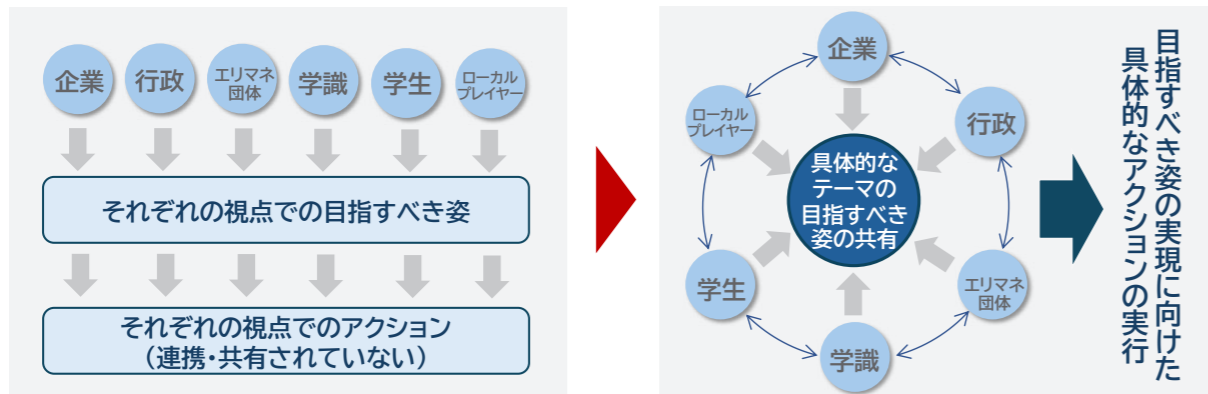 企業
行政
エリマネ
団体
学識
学生
ローカル
プレイヤー
それぞれの視点での目指すべき姿
それぞれの視点でのアクション
（連携・共有されていない）
企業
行政
エリマネ
団体
学識
学生
ローカル
プレイヤー
具体的な
テーマの
目指すべき
姿の共有
目指すべき姿の実現に向けた
具体的なアクションの実行